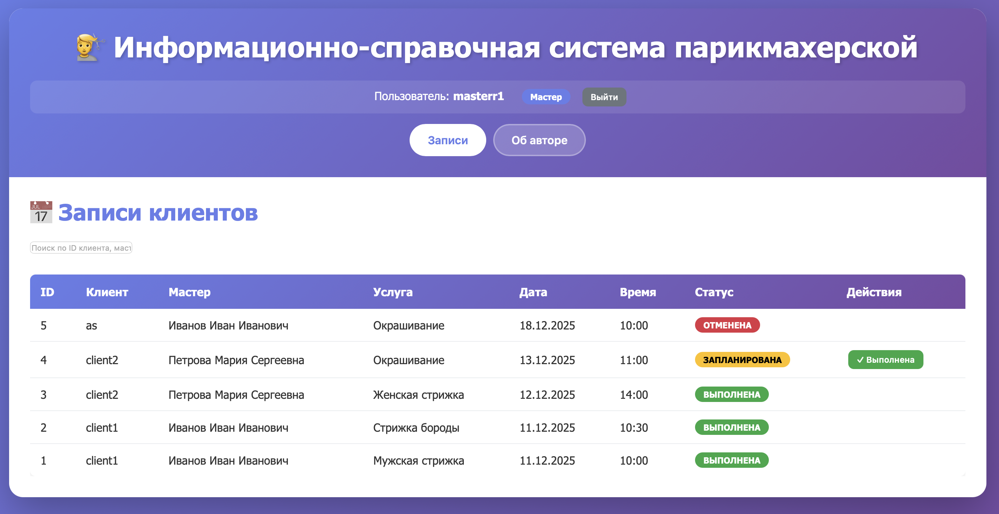 Информационно-справочная система парикмахерской
Пользователь: masterr1 Мастер Выйти
Записи Об авторе
JUL
17
Записи клиентов
Поиск по ID клиента, маст
ID Клиент Мастер Услуга Дата Время Статус Действия
5 as Иванов Иван Иванович Окрашивание 18.12.2025 10:00 ОТМЕНЕНА
4 client2 Петрова Мария Сергеевна Окрашивание 13.12.2025 11:00 ЗАПЛАНИРОВАНА ✓ Выполнена
3 client2 Петрова Мария Сергеевна Женская стрижка 12.12.2025 14:00 ВЫПОЛНЕНА
2 client1 Иванов Иван Иванович Стрижка бороды 11.12.2025 10:30 ВЫПОЛНЕНА
1 client1 Иванов Иван Иванович Мужская стрижка 11.12.2025 10:00 ВЫПОЛНЕНА